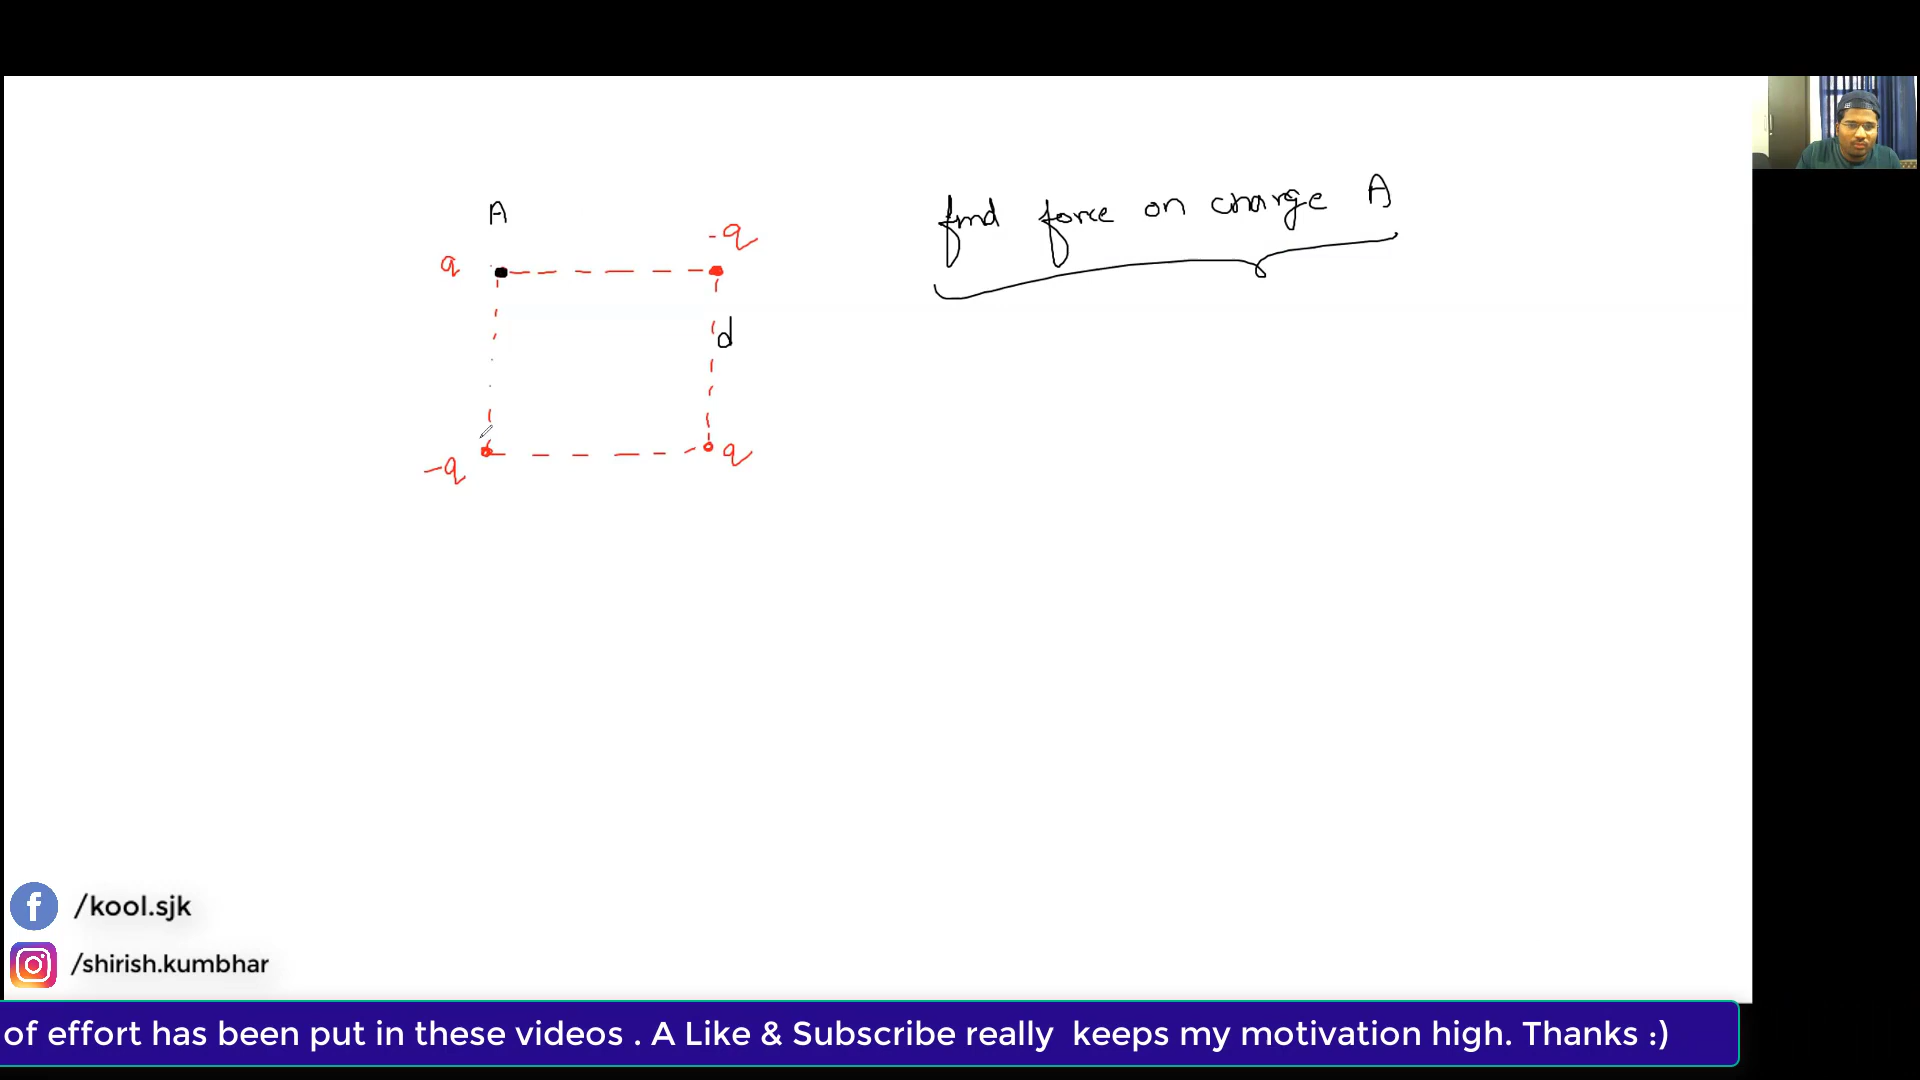 A
find force on charge A
q
-q
d
-q
q
/kool.sjk
/shirish.kumbhar
of effort has been put in these videos . A Like & Subscribe really keeps my motivation high. Thanks :)